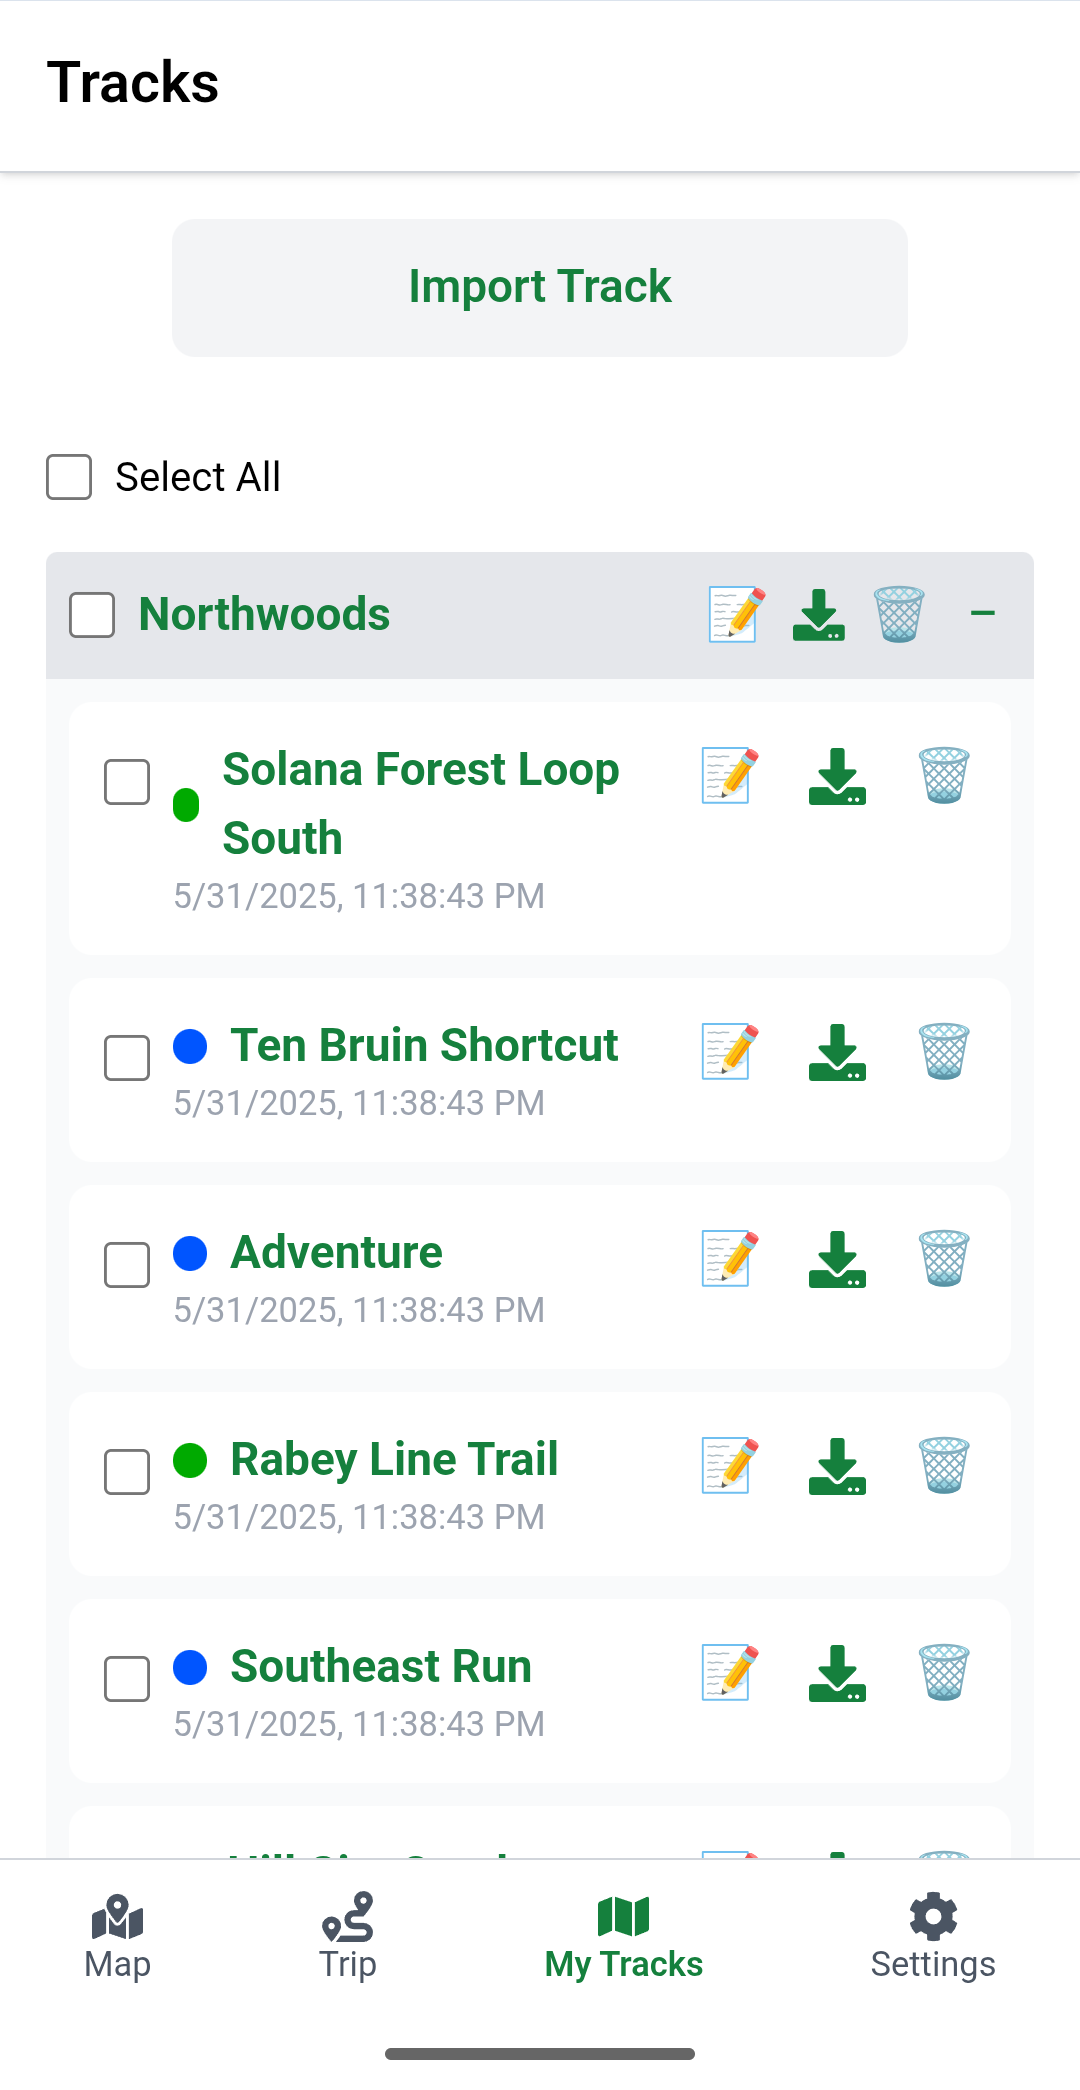 Tracks
Import Track
Select All
Northwoods
Solana Forest Loop
South
5/31/2025, 11:38:43 PM
Ten Bruin Shortcut
5/31/2025, 11:38:43 PM
Adventure
5/31/2025, 11:38:43 PM
Rabey Line Trail
5/31/2025, 11:38:43 PM
Southeast Run
5/31/2025, 11:38:43 PM
Map
Trip
My Tracks
Settings